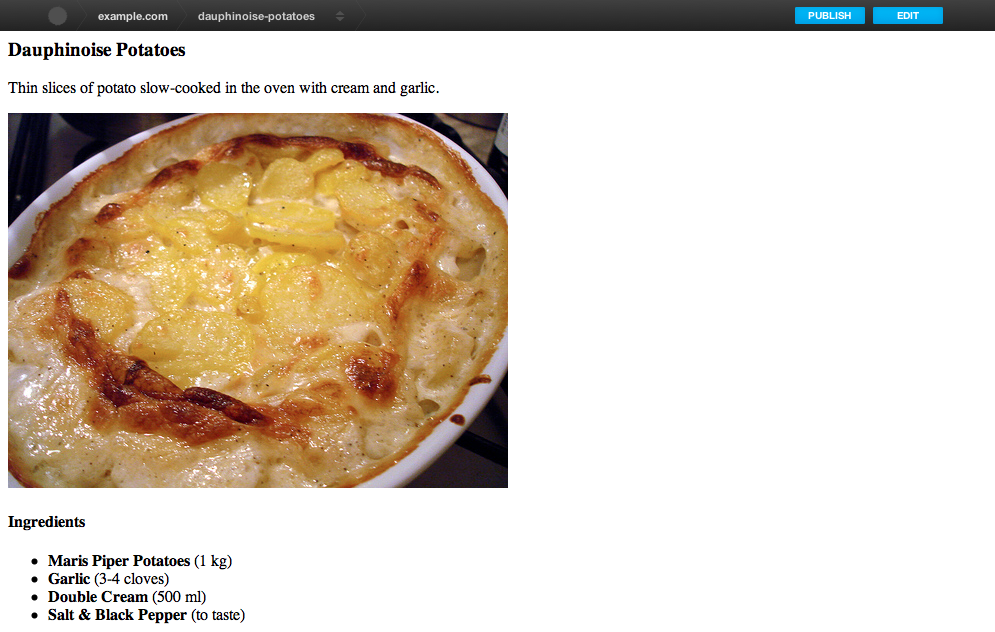 example.com dauphinoise-potatoes PUBLISH EDIT
Dauphinoise Potatoes
Thin slices of potato slow-cooked in the oven with cream and garlic.
Ingredients
Maris Piper Potatoes (1 kg)
Garlic (3-4 cloves)
Double Cream (500 ml)
Salt & Black Pepper (to taste)